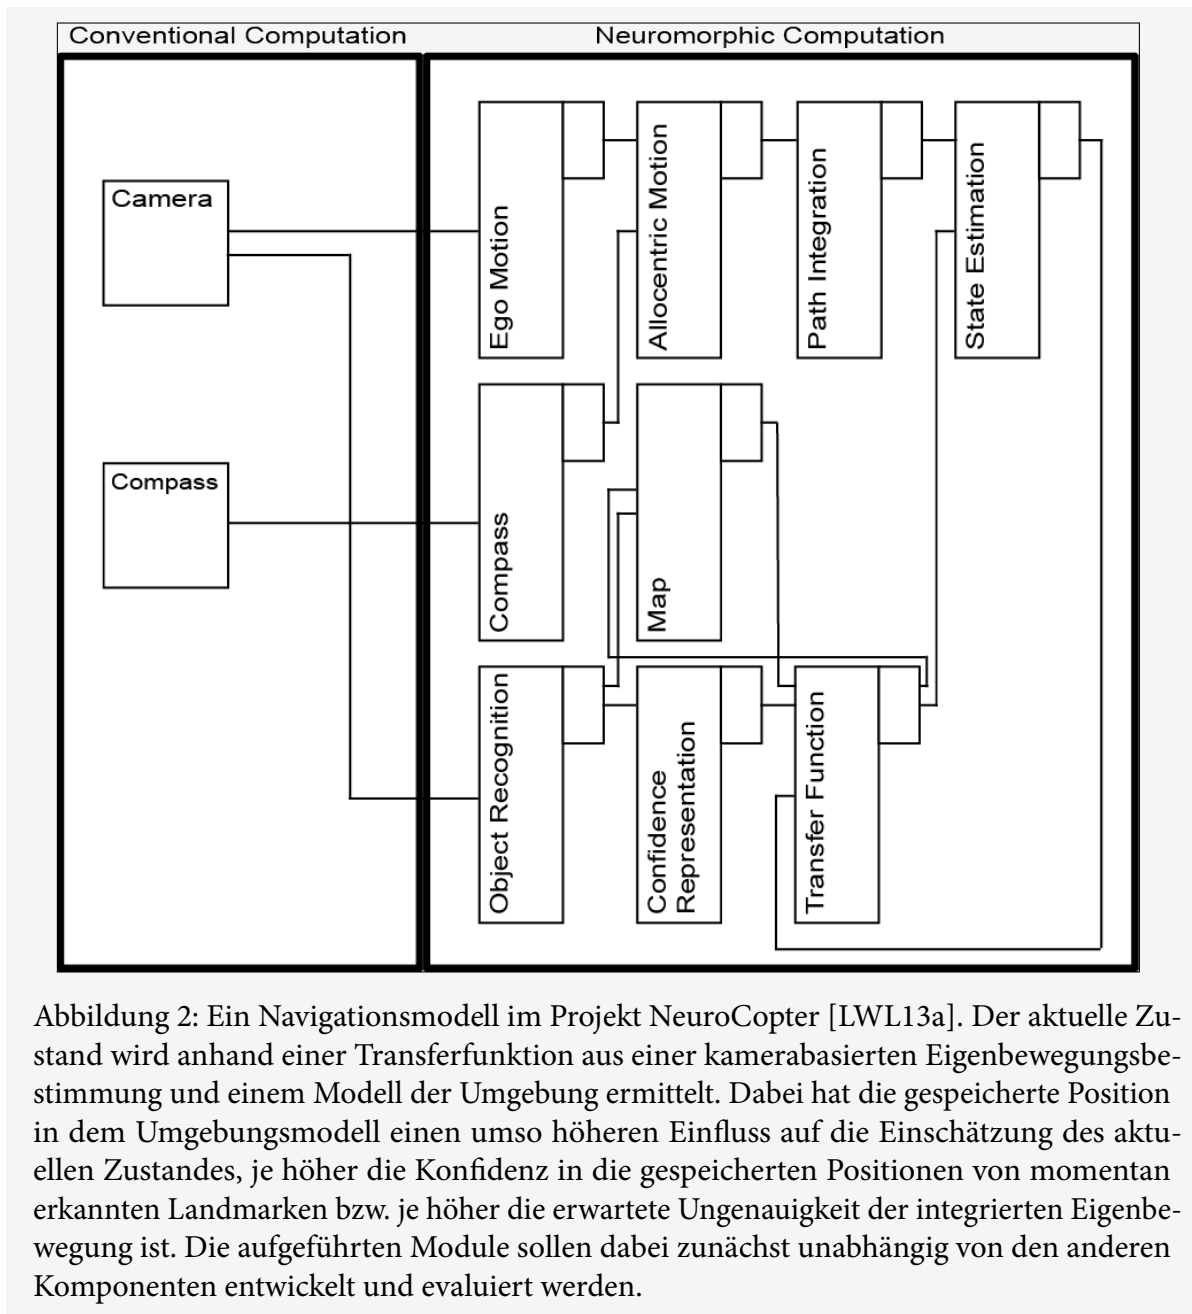 Conventional Computation
Neuromorphic Computation
Camera
Compass
Ego Motion
Allocentric Motion
Path Integration
State Estimation
Compass
Map
Object Recognition
Confidence
Representation
Transfer Function
Abbildung 2: Ein Navigationsmodell im Projekt NeuroCopter [LWL13a]. Der aktuelle Zu-
stand wird anhand einer Transferfunktion aus einer kamerabasierten Eigenbewegungsbe-
stimmung und einem Modell der Umgebung ermittelt. Dabei hat die gespeicherte Position
in dem Umgebungsmodell einen umso höheren Einfluss auf die Einschätzung des aktu-
ellen Zustandes, je höher die Konfidenz in die gespeicherten Positionen von momentan
erkannten Landmarken bzw. je höher die erwartete Ungenauigkeit der integrierten Eigenbe-
wegung ist. Die aufgeführten Module sollen dabei zunächst unabhängig von den anderen
Komponenten entwickelt und evaluiert werden.